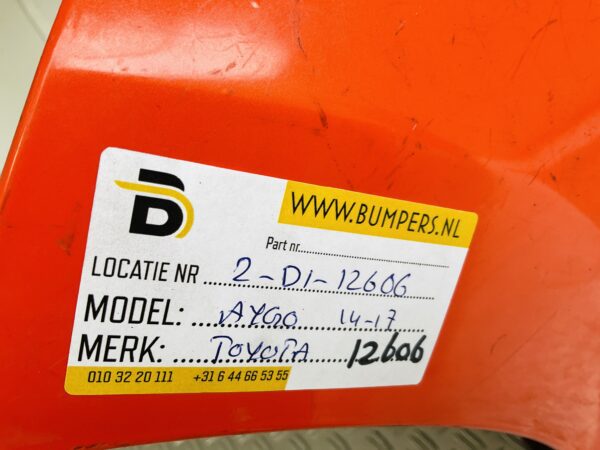 WWW.BUMPERS.NL
Part nr
LOCATIE NR 2-D1-12606
MODEL: AYGO 14-17
MERK: TOYOTA 12606
010 32 20 111 +31 6 44 66 53 55